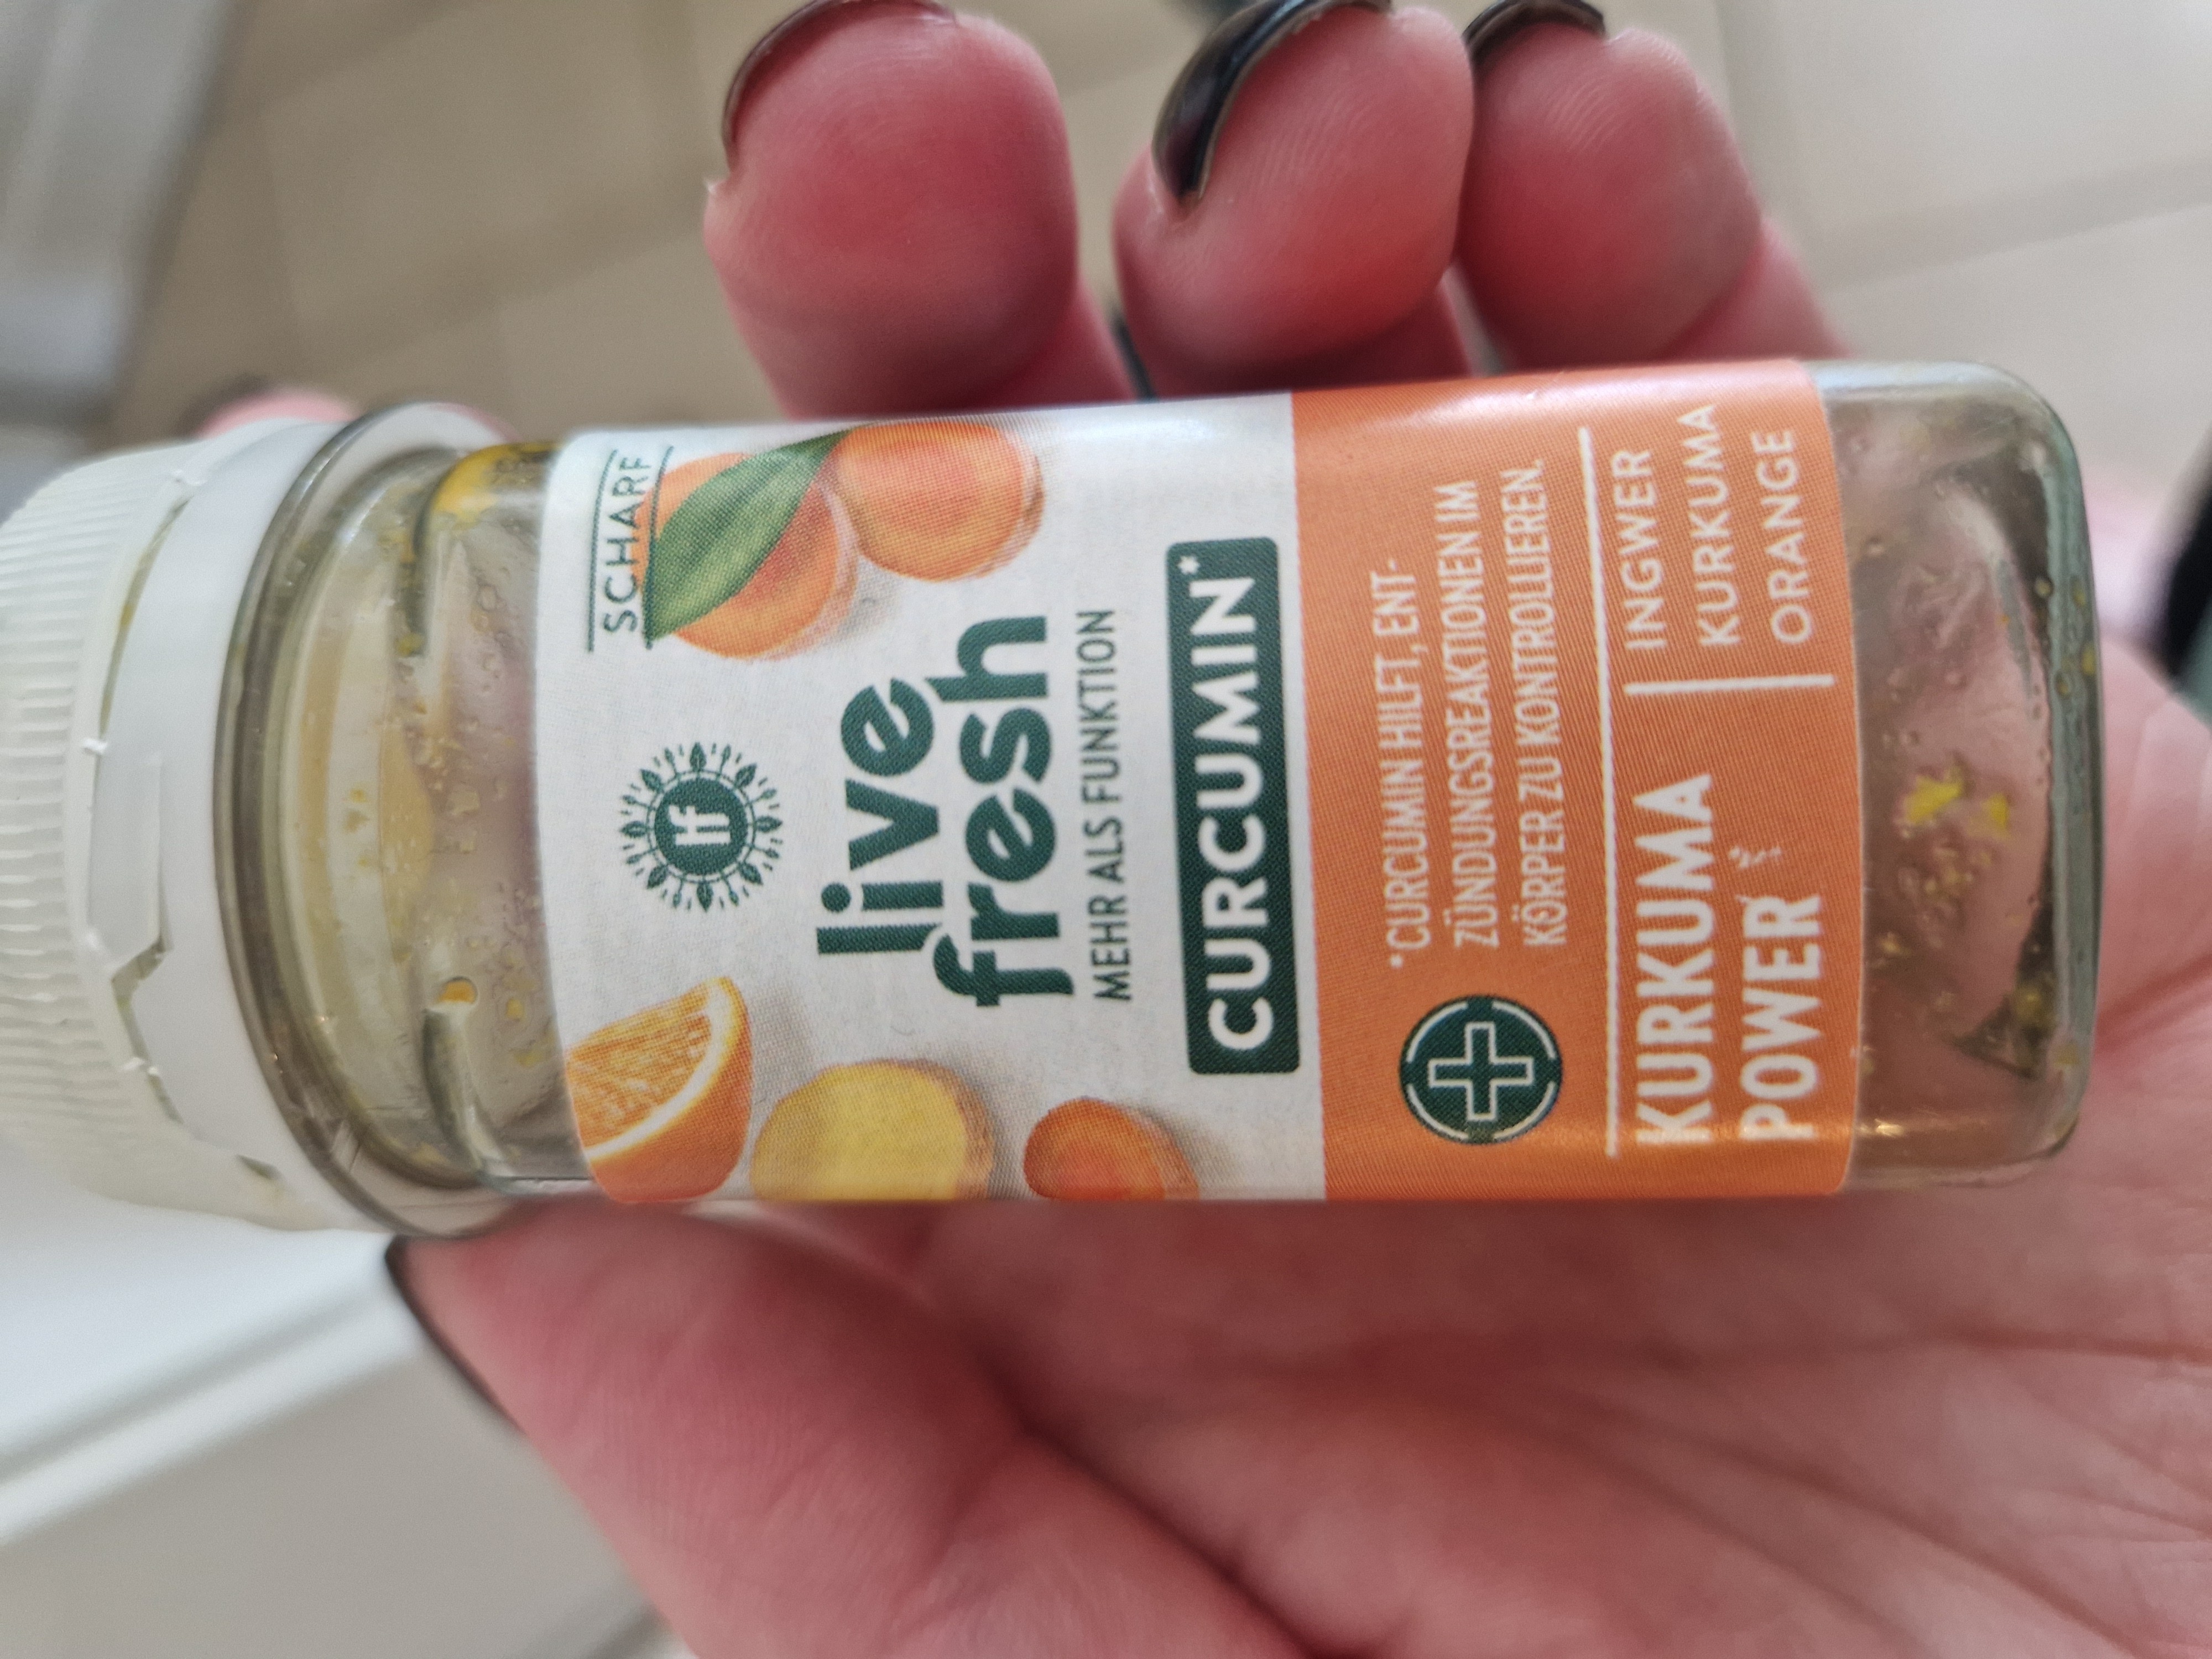 SCHARF
lf
live
fresh
MEHR ALS FUNKTION
CURCUMIN*
*CURCUMIN HILFT, ENT-
ZÜNDUNGSREAKTIONEN IM
KÖRPER ZU KONTROLLIEREN.
KURKUMA
POWER
INGWER
KURKUMA
ORANGE